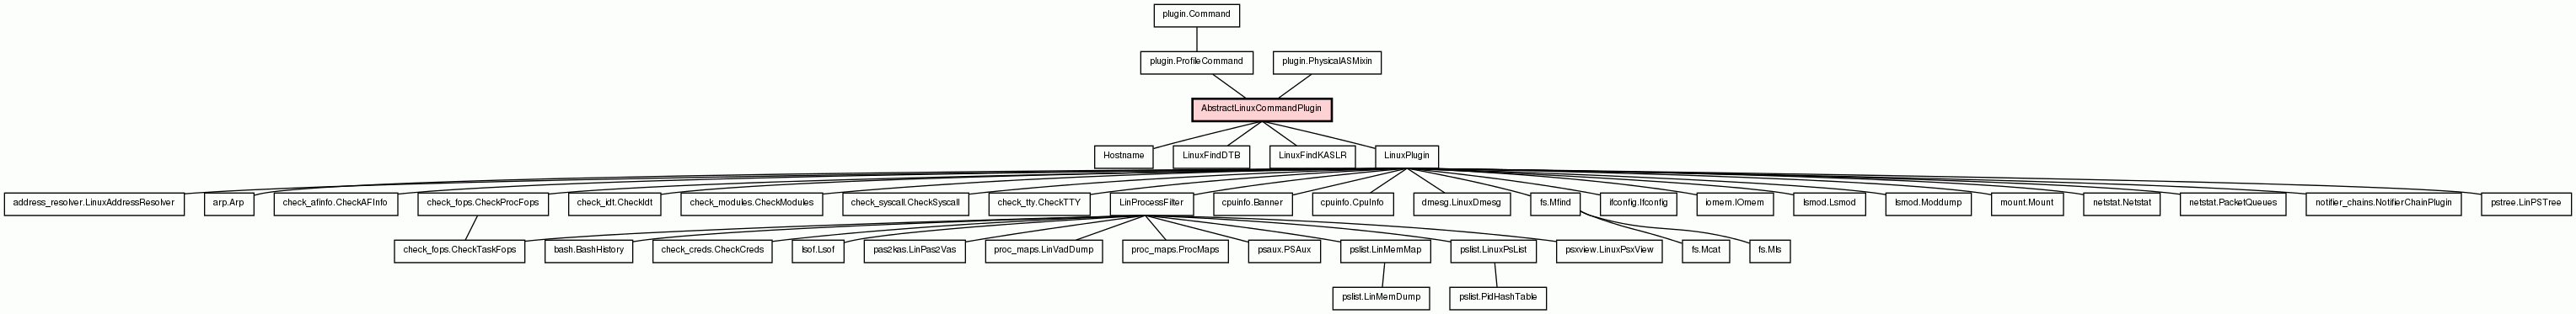 plugin.Command
plugin.ProfileCommand
plugin.PhysicalASMixin
AbstractLinuxCommandPlugin
Hostname
LinuxFindDTB
LinuxFindKASLR
LinuxPlugin
address_resolver.LinuxAddressResolver
arp.Arp
check_afinfo.CheckAFInfo
check_fops.CheckProcFops
check_idt.CheckIdt
check_modules.CheckModules
check_syscall.CheckSyscall
check_tty.CheckTTY
LinProcessFilter
cpuinfo.Banner
cpuinfo.CpuInfo
dmesg.LinuxDmesg
fs.Mfind
ifconfig.Ifconfig
iomem.IOmem
lsmod.Lsmod
lsmod.Moddump
mount.Mount
netstat.Netstat
netstat.PacketQueues
notifier_chains.NotifierChainPlugin
pstree.LinPSTree
check_fops.CheckTaskFops
bash.BashHistory
check_creds.CheckCreds
lsof.Lsof
pas2kas.LinPas2Vas
proc_maps.LinVadDump
proc_maps.ProcMaps
psaux.PSAux
pslist.LinMemMap
pslist.LinuxPsList
psxview.LinuxPsxView
fs.Mcat
fs.Mls
pslist.LinMemDump
pslist.PidHashTable